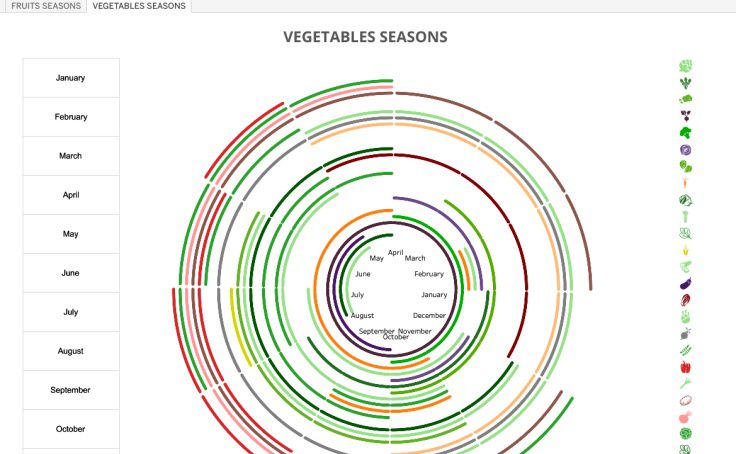 FRUITS SEASONS
VEGETABLES SEASONS
VEGETABLES SEASONS
January
February
March
April
May
June
July
August
September
October
April
May
March
June
February
July
January
August
December
September
November
October